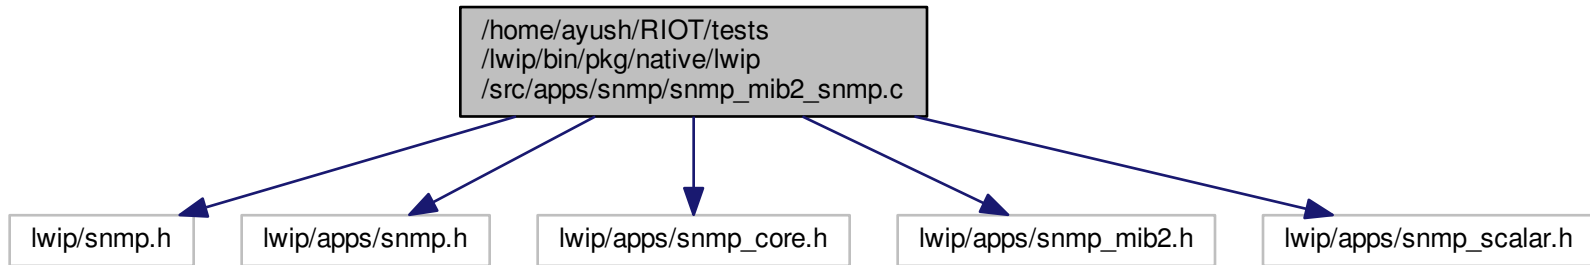 /home/ayush/RIOT/tests
/lwip/bin/pkg/native/lwip
/src/apps/snmp/snmp_mib2_snmp.c
lwip/snmp.h
lwip/apps/snmp.h
lwip/apps/snmp_core.h
lwip/apps/snmp_mib2.h
lwip/apps/snmp_scalar.h